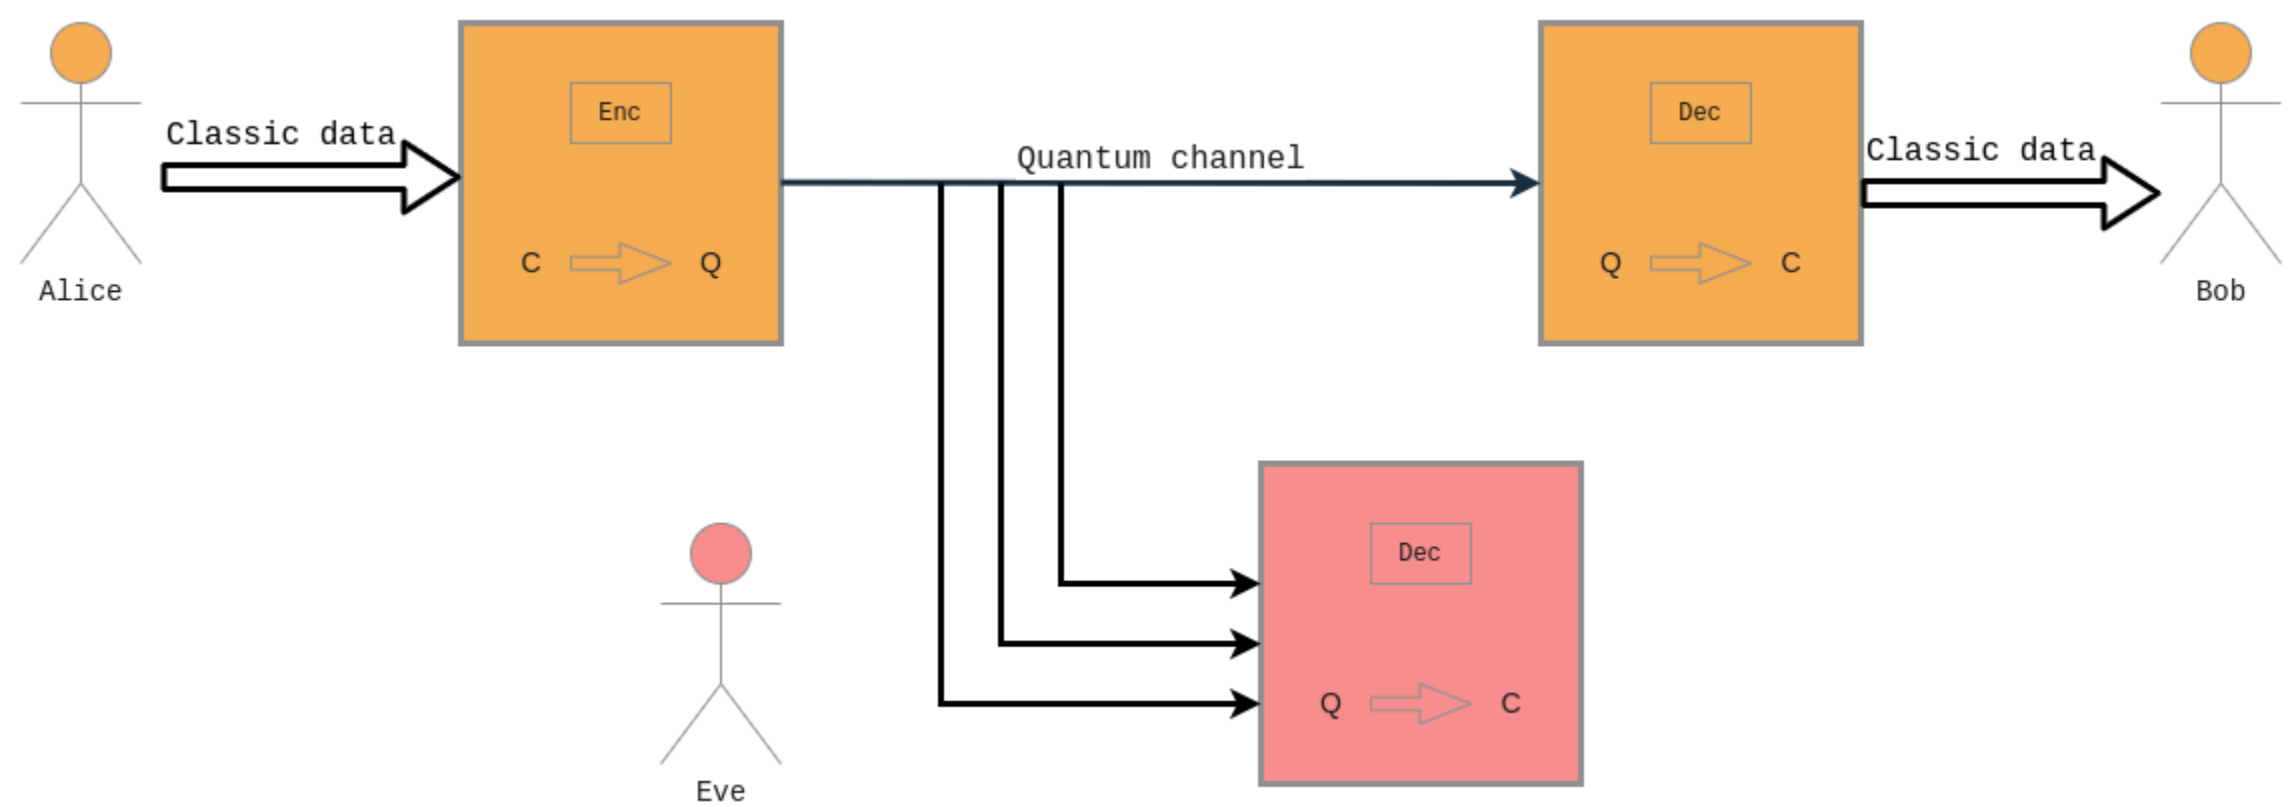 Classic data
Enc
Quantum channel
Dec
Classic data
C
Q
Q
C
Alice
Bob
Dec
Q
C
Eve